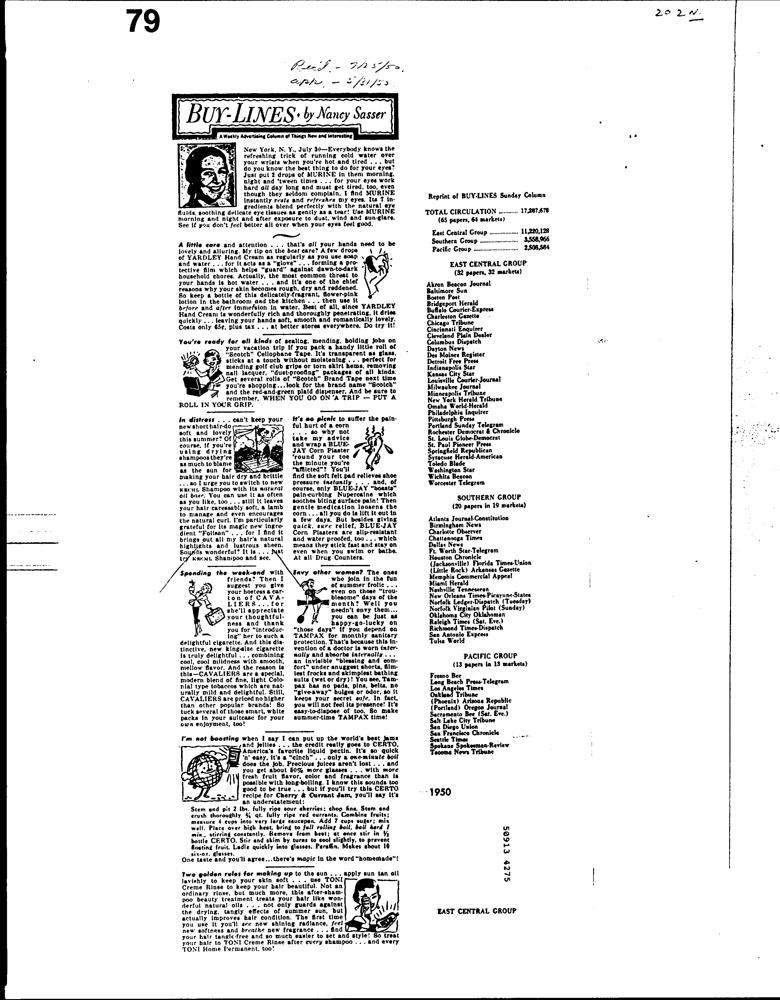 79
202 N.
Rec'd. - 7/25/50.
BUY-LINES • by Nancy Sasser
A Weekly Advertising Column of Things New and Interesting
New York, N. Y., July 30—Everybody knows the
refreshing trick of running cold water over
your wrists when you're hot and tired . . . but
do you know the best thing to do for your eyes?
Just put 2 drops of MURINE in them morning,
night and 'tween times . . . for your eyes work
hard all day long and must get tired, too, even
though they seldom complain. I find MURINE
instantly rests and refreshes my eyes. Its 7 in-
gredients blend perfectly with the natural eye
fluids, soothing delicate eye tissues as gently as a tear! Use MURINE
morning and night and after exposure to dust, wind and sun-glare.
See if you don't feel better all over when your eyes feel good.
A little care and attention . . . that's all your hands need to be
lovely and alluring. My tip on the best care? A few drops
of YARDLEY Hand Cream as regularly as you use soap
and water . . . for it acts as a "glove" . . . forming a pro-
tective film which helps "guard" against dawn-to-dark
household chores. Actually, the most common threat to
your hands is hot water . . . and it's one of the chief
reasons why your skin becomes rough, dry and reddened.
So keep a bottle of this delicately-fragrant, flower-pink
lotion in the bathroom and the kitchen . . . then use it
before and after immersion in water. Best of all, since YARDLEY
Hand Cream is wonderfully rich and thoroughly penetrating, it dries
quickly . . . leaving your hands soft, smooth and romantically lovely.
Costs only 65¢, plus tax . . . at better stores everywhere. Do try it!
You're ready for all kinds of sealing, mending, holding jobs on
your vacation trip if you pack a handy little roll of
"Scotch" Cellophane Tape. It's transparent as glass,
sticks at a touch without moistening . . . perfect for
mending golf club grips or torn skirt hems, removing
nail lacquer, "dust-proofing" packages of all kinds.
Get several rolls of "Scotch" Brand Tape next time
you're shopping . . . look for the brand name "Scotch"
and the red-and-green plaid dispenser. And be sure to
remember, WHEN YOU GO ON A TRIP — PUT A
ROLL IN YOUR GRIP.
In distress . . . can't keep your
new short hair-do
soft and lovely
this summer? Of
course, if you're
using drying
shampoos they're
as much to blame
as the sun for
making your hair dry and brittle
. . . so I urge you to switch to new
KREML Shampoo with its natural
oil base. You can use it as often
as you like, too . . . still it leaves
your hair caressably soft, a lamb
to manage and even encourages
the natural curl. I'm particularly
grateful for its magic new ingre-
dient "Folisan" . . . for I find it
brings out all my hair's natural
highlights and lustrous sheen.
Sounds wonderful? It is . . . just
try KREML Shampoo and see.
It's no picnic to suffer the pain-
ful hurt of a corn
. . . so why not
take my advice
and wrap a BLUE-
JAY Corn Plaster
'round your toe
the minute you're
"afflicted"? You'll
find the soft felt pad relieves shoe
pressure instantly . . . and, of
course, only BLUE-JAY "boasts"
pain-curbing Nupercaine which
soothes biting surface pain! Then
gentle medication loosens the
corn . . . all you do is lift it out in
a few days. But besides giving
quick, sure relief, BLUE-JAY
Corn Plasters are slip-resistant
and water proofed, too . . . which
means they stick fast and stay on
even when you swim or bathe.
At all Drug Counters.
Spending the week-end with
friends? Then I
suggest you give
your hostess a car-
ton of CAVA-
LIERS . . . for
she'll appreciate
your thoughtful-
ness and thank
you for "introduc-
ing" her to such a
delightful cigarette. And this dis-
tinctive, new king-size cigarette
is truly delightful . . . combining
cool, cool mildness with smooth,
mellow flavor. And the reason is
this—CAVALIERS are a special,
modern blend of fine, light Colo-
nial type tobaccos which are nat-
urally mild and delightful. Still,
CAVALIERS are priced no higher
than other popular brands! So
tuck several of those smart, white
packs in your suitcase for your
own enjoyment, too!
Envy other women? The ones
who join in the fun
of summer frolic . . .
even on those "trou-
blesome" days of the
month? Well you
needn't envy them . . .
you can be just as
happy-go-lucky on
"those days" if you depend on
TAMPAX for monthly sanitary
protection. That's because this in-
vention of a doctor is worn inter-
nally and absorbs internally . . .
an invisible "blessing and com-
fort" under snuggest shorts, slim-
mest frocks and skimpiest bathing
suits (wet or dry)! You see, Tam-
pax has no pads, pins, belts, no
"give-away" bulges or odor, so it
keeps your secret safe. In fact,
you will not feel its presence! It's
easy-to-dispose of too. So make
summer-time TAMPAX time!
I'm not boasting when I say I can put up the world's best jams
and jellies . . . the credit really goes to CERTO,
America's favorite liquid pectin. It's so quick
'n' easy, it's a "cinch" . . . only a one-minute boil
does the job. Precious juices aren't lost . . . and
you get about 50% more glasses . . . with more
fresh fruit flavor, color and fragrance than is
possible with long-boiling. I know this sounds too
good to be true . . . but if you'll try this CERTO
recipe for Cherry & Currant Jam, you'll say it's
an understatement:
Stem and pit 2 lbs. fully ripe sour cherries; chop fine. Stem and
crush thoroughly ¾ qt. fully ripe red currants. Combine fruits;
measure 4 cups into very large saucepan. Add 7 cups sugar; mix
well. Place over high heat, bring to full rolling boil, boil hard 1
min., stirring constantly. Remove from heat; at once stir in ½
bottle CERTO. Stir and skim by turns to cool slightly, to prevent
floating fruit. Ladle quickly into glasses. Paraffin. Makes about 10
six-oz. glasses.
One taste and you'll agree . . . there's magic in the word "homemade"!
Two golden rules for making up to the sun . . . apply sun tan oil
lavishly to keep your skin soft . . . use TONI
Creme Rinse to keep your hair beautiful. Not an
ordinary rinse, but much more, this after-sham-
poo beauty treatment treats your hair like won-
derful natural oils . . . not only guards against
the drying, tangly effects of summer sun, but
actually improves hair condition. The first time
you use it you'll see new shining radiance, feel
new softness and breathe new fragrance . . . find
your hair tangle-free and so much easier to set and style! So treat
your hair to TONI Creme Rinse after every shampoo . . . and every
TONI Home Permanent, too!
Reprint of BUY-LINES Sunday Column
TOTAL CIRCULATION ......... 17,287,678
(65 papers, 64 markets)
East Central Group ............ 11,220,128
Southern Group ............ 3,558,966
Pacific Group ............ 2,508,584
EAST CENTRAL GROUP
(32 papers, 32 markets)
Akron Beacon Journal
Baltimore Sun
Boston Post
Bridgeport Herald
Buffalo Courier-Express
Charleston Gazette
Chicago Tribune
Cincinnati Enquirer
Cleveland Plain Dealer
Columbus Dispatch
Dayton News
Des Moines Register
Detroit Free Press
Indianapolis Star
Kansas City Star
Louisville Courier-Journal
Milwaukee Journal
Minneapolis Tribune
New York Herald Tribune
Omaha World-Herald
Philadelphia Inquirer
Pittsburgh Press
Portland Sunday Telegram
Rochester Democrat & Chronicle
St. Louis Globe-Democrat
St. Paul Pioneer Press
Springfield Republican
Syracuse Herald-American
Toledo Blade
Washington Star
Wichita Beacon
Worcester Telegram
SOUTHERN GROUP
(20 papers in 19 markets)
Atlanta Journal-Constitution
Birmingham News
Charlotte Observer
Chattanooga Times
Dallas News
Ft. Worth Star-Telegram
Houston Chronicle
(Jacksonville) Florida Times-Union
(Little Rock) Arkansas Gazette
Memphis Commercial Appeal
Miami Herald
Nashville Tennessean
New Orleans Times-Picayune-States
Norfolk Ledger-Dispatch (Tuesday)
Norfolk Virginian Pilot (Sunday)
Oklahoma City Oklahoman
Raleigh Times (Sat. Eve.)
Richmond Times-Dispatch
San Antonio Express
Tulsa World
PACIFIC GROUP
(13 papers in 13 markets)
Fresno Bee
Long Beach Press-Telegram
Los Angeles Times
Oakland Tribune
(Phoenix) Arizona Republic
(Portland) Oregon Journal
Sacramento Bee (Sat. Eve.)
Salt Lake City Tribune
San Diego Union
San Francisco Chronicle
Seattle Times
Spokane Spokesman-Review
Tacoma News Tribune
1950
50913 4275
EAST CENTRAL GROUP